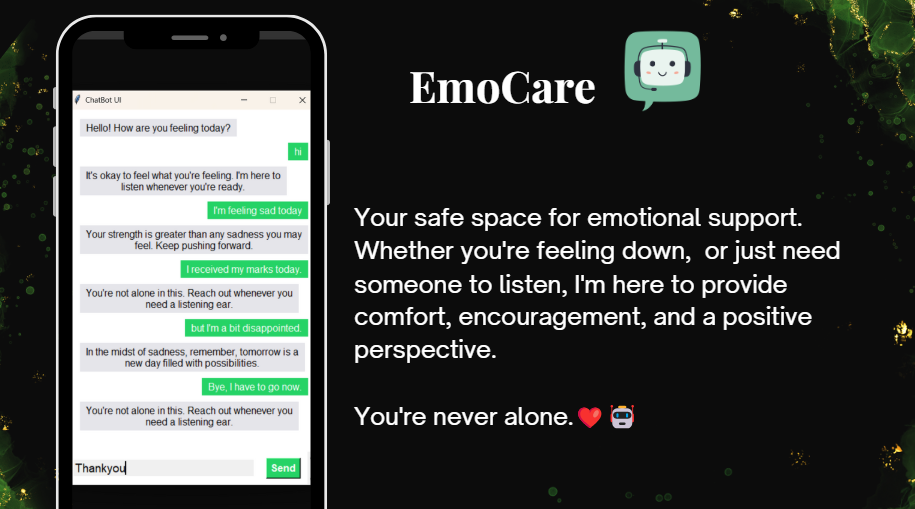 ChatBot UI
Hello! How are you feeling today?
hi
It's okay to feel what you're feeling. I'm here to
listen whenever you're ready.
I'm feeling sad today
Your strength is greater than any sadness you may
feel. Keep pushing forward.
I received my marks today.
You're not alone in this. Reach out whenever you
need a listening ear.
but I'm a bit disappointed.
In the midst of sadness, remember, tomorrow is a
new day filled with possibilities.
Bye, I have to go now.
You're not alone in this. Reach out whenever you
need a listening ear.
Thankyou
Send
EmoCare
Your safe space for emotional support.
Whether you're feeling down,  or just need
someone to listen, I'm here to provide
comfort, encouragement, and a positive
perspective.
You're never alone.❤️🤖